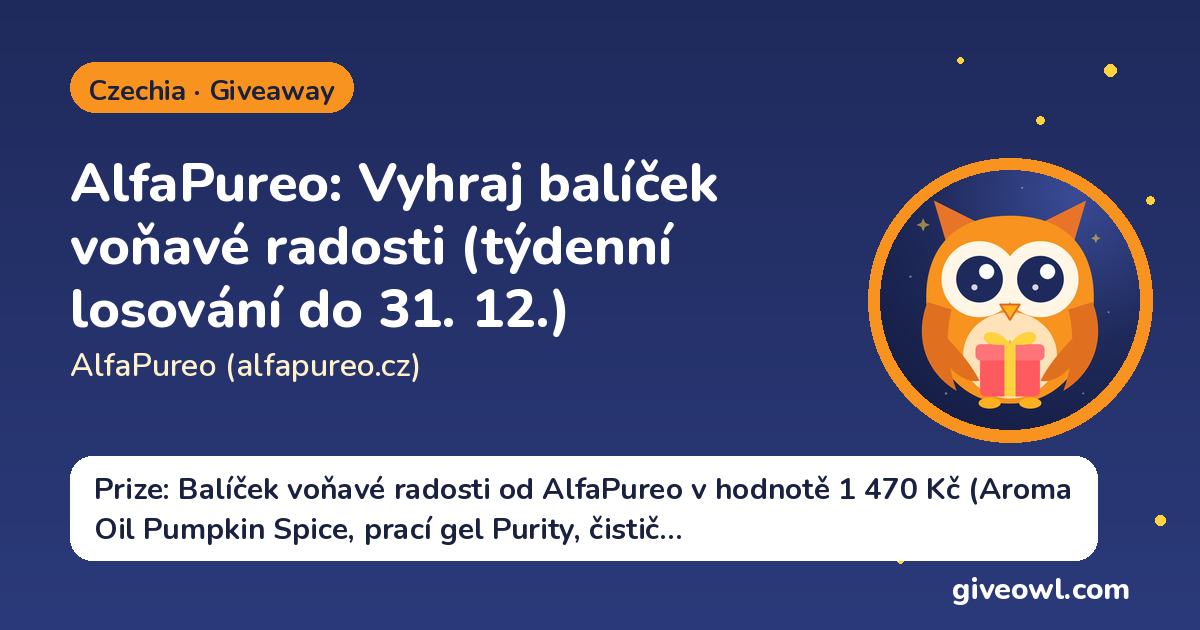 Czechia · Giveaway
AlfaPureo: Vyhraj balíček
voňavé radosti (týdenní
losování do 31. 12.)
AlfaPureo (alfapureo.cz)
Prize: Balíček voňavé radosti od AlfaPureo v hodnotě 1 470 Kč (Aroma
Oil Pumpkin Spice, prací gel Purity, čistič...
giveowl.com